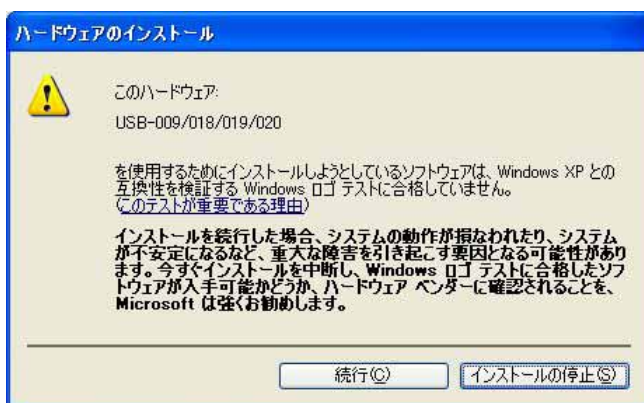 ハードウェアのインストール
このハードウェア:
USB-009/018/019/020
を使用するためにインストールしようとしているソフトウェアは、Windows XP との
互換性を検証する Windows ロゴ テストに合格していません。
(このテストが重要である理由)
インストールを続行した場合、システムの動作が損なわれたり、システム
が不安定になるなど、重大な障害を引き起こす要因となる可能性があり
ます。今すぐインストールを中断し、Windows ロゴ テストに合格したソフ
トウェアが入手可能かどうか、ハードウェア ベンダーに確認されることを、
Microsoft は強くお勧めします。
続行(C)
インストールの停止(S)